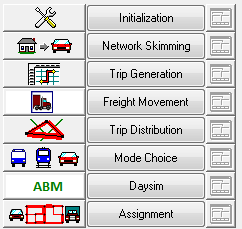 Initialization
Network Skimming
Trip Generation
Freight Movement
Trip Distribution
Mode Choice
ABM Daysim
Assignment